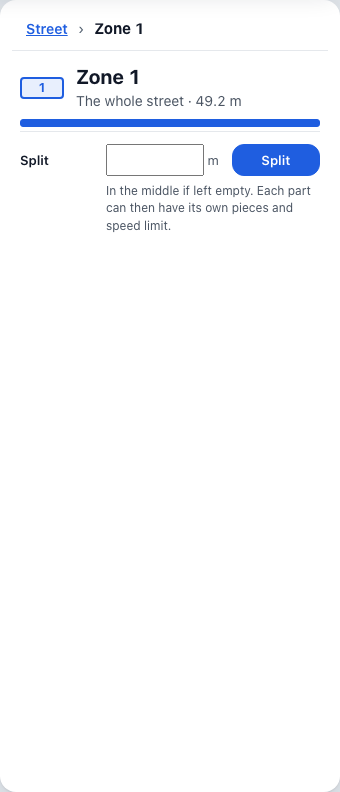 Street › Zone 1
1
Zone 1
The whole street · 49.2 m
Split
m
Split
In the middle if left empty. Each part
can then have its own pieces and
speed limit.